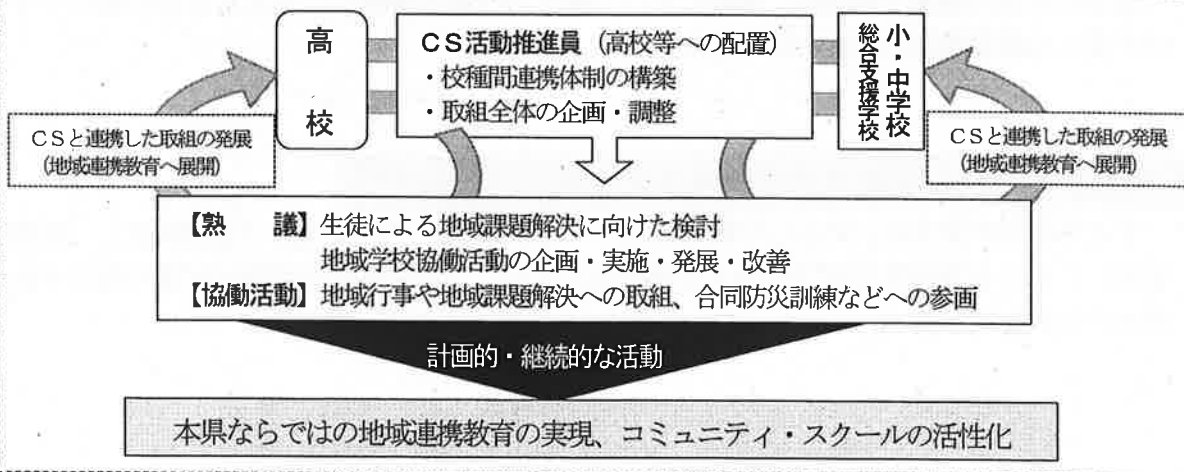 高校
CS活動推進員（高校等への配置）
・校種間連携体制の構築
・取組全体の企画・調整
小・中学校
総合支援学校
CSと連携した取組の発展
(地域連携教育へ展開)
CSと連携した取組の発展
(地域連携教育へ展開)
【熟　議】生徒による地域課題解決に向けた検討
地域学校協働活動の企画・実施・発展・改善
【協働活動】地域行事や地域課題解決への取組、合同防災訓練などへの参画
計画的・継続的な活動
本県ならではの地域連携教育の実現、コミュニティ・スクールの活性化